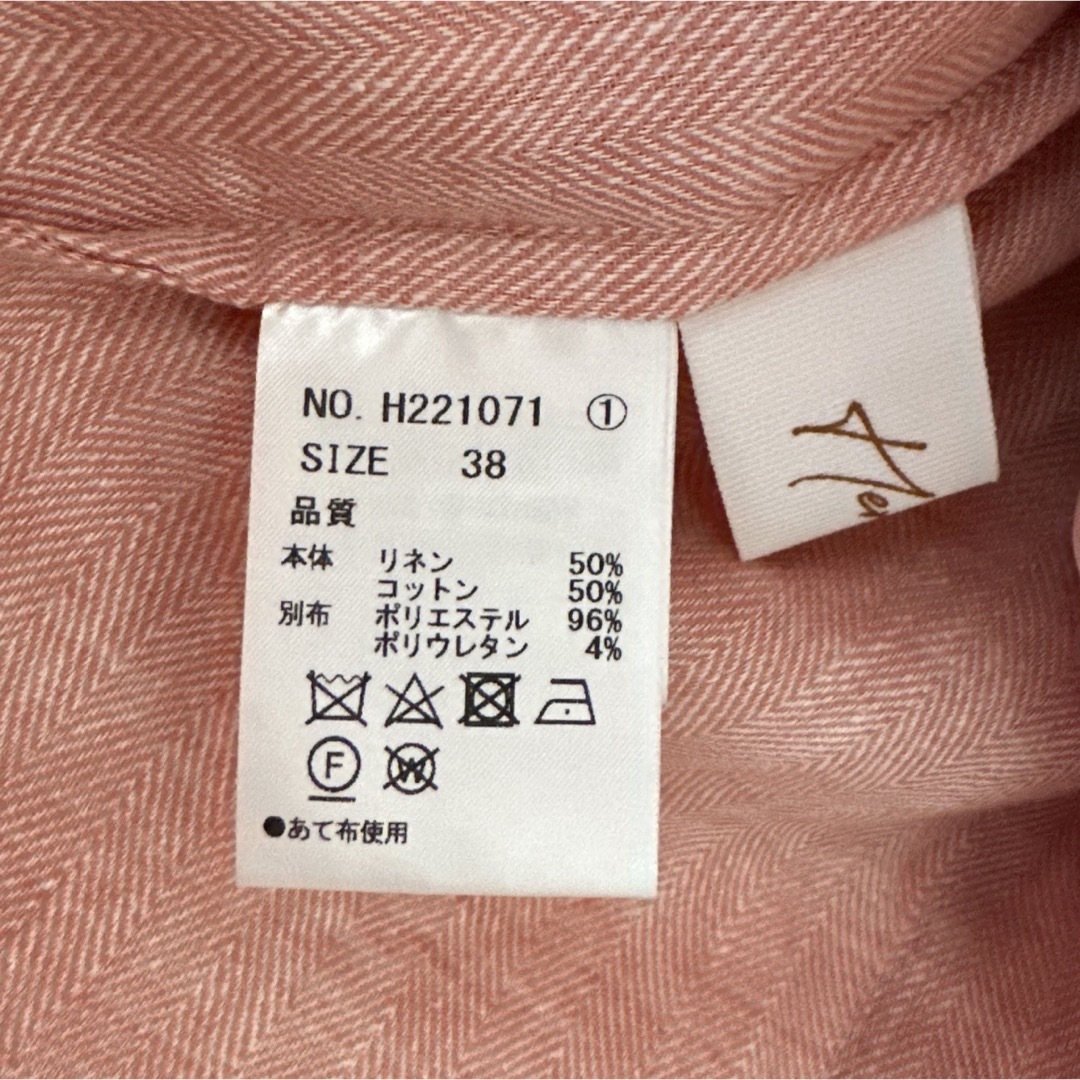 NO. H221071 ①
SIZE 38
品質
本体 リネン 50%
コットン 50%
別布 ポリエステル 96%
ポリウレタン 4%
F W
●あて布使用